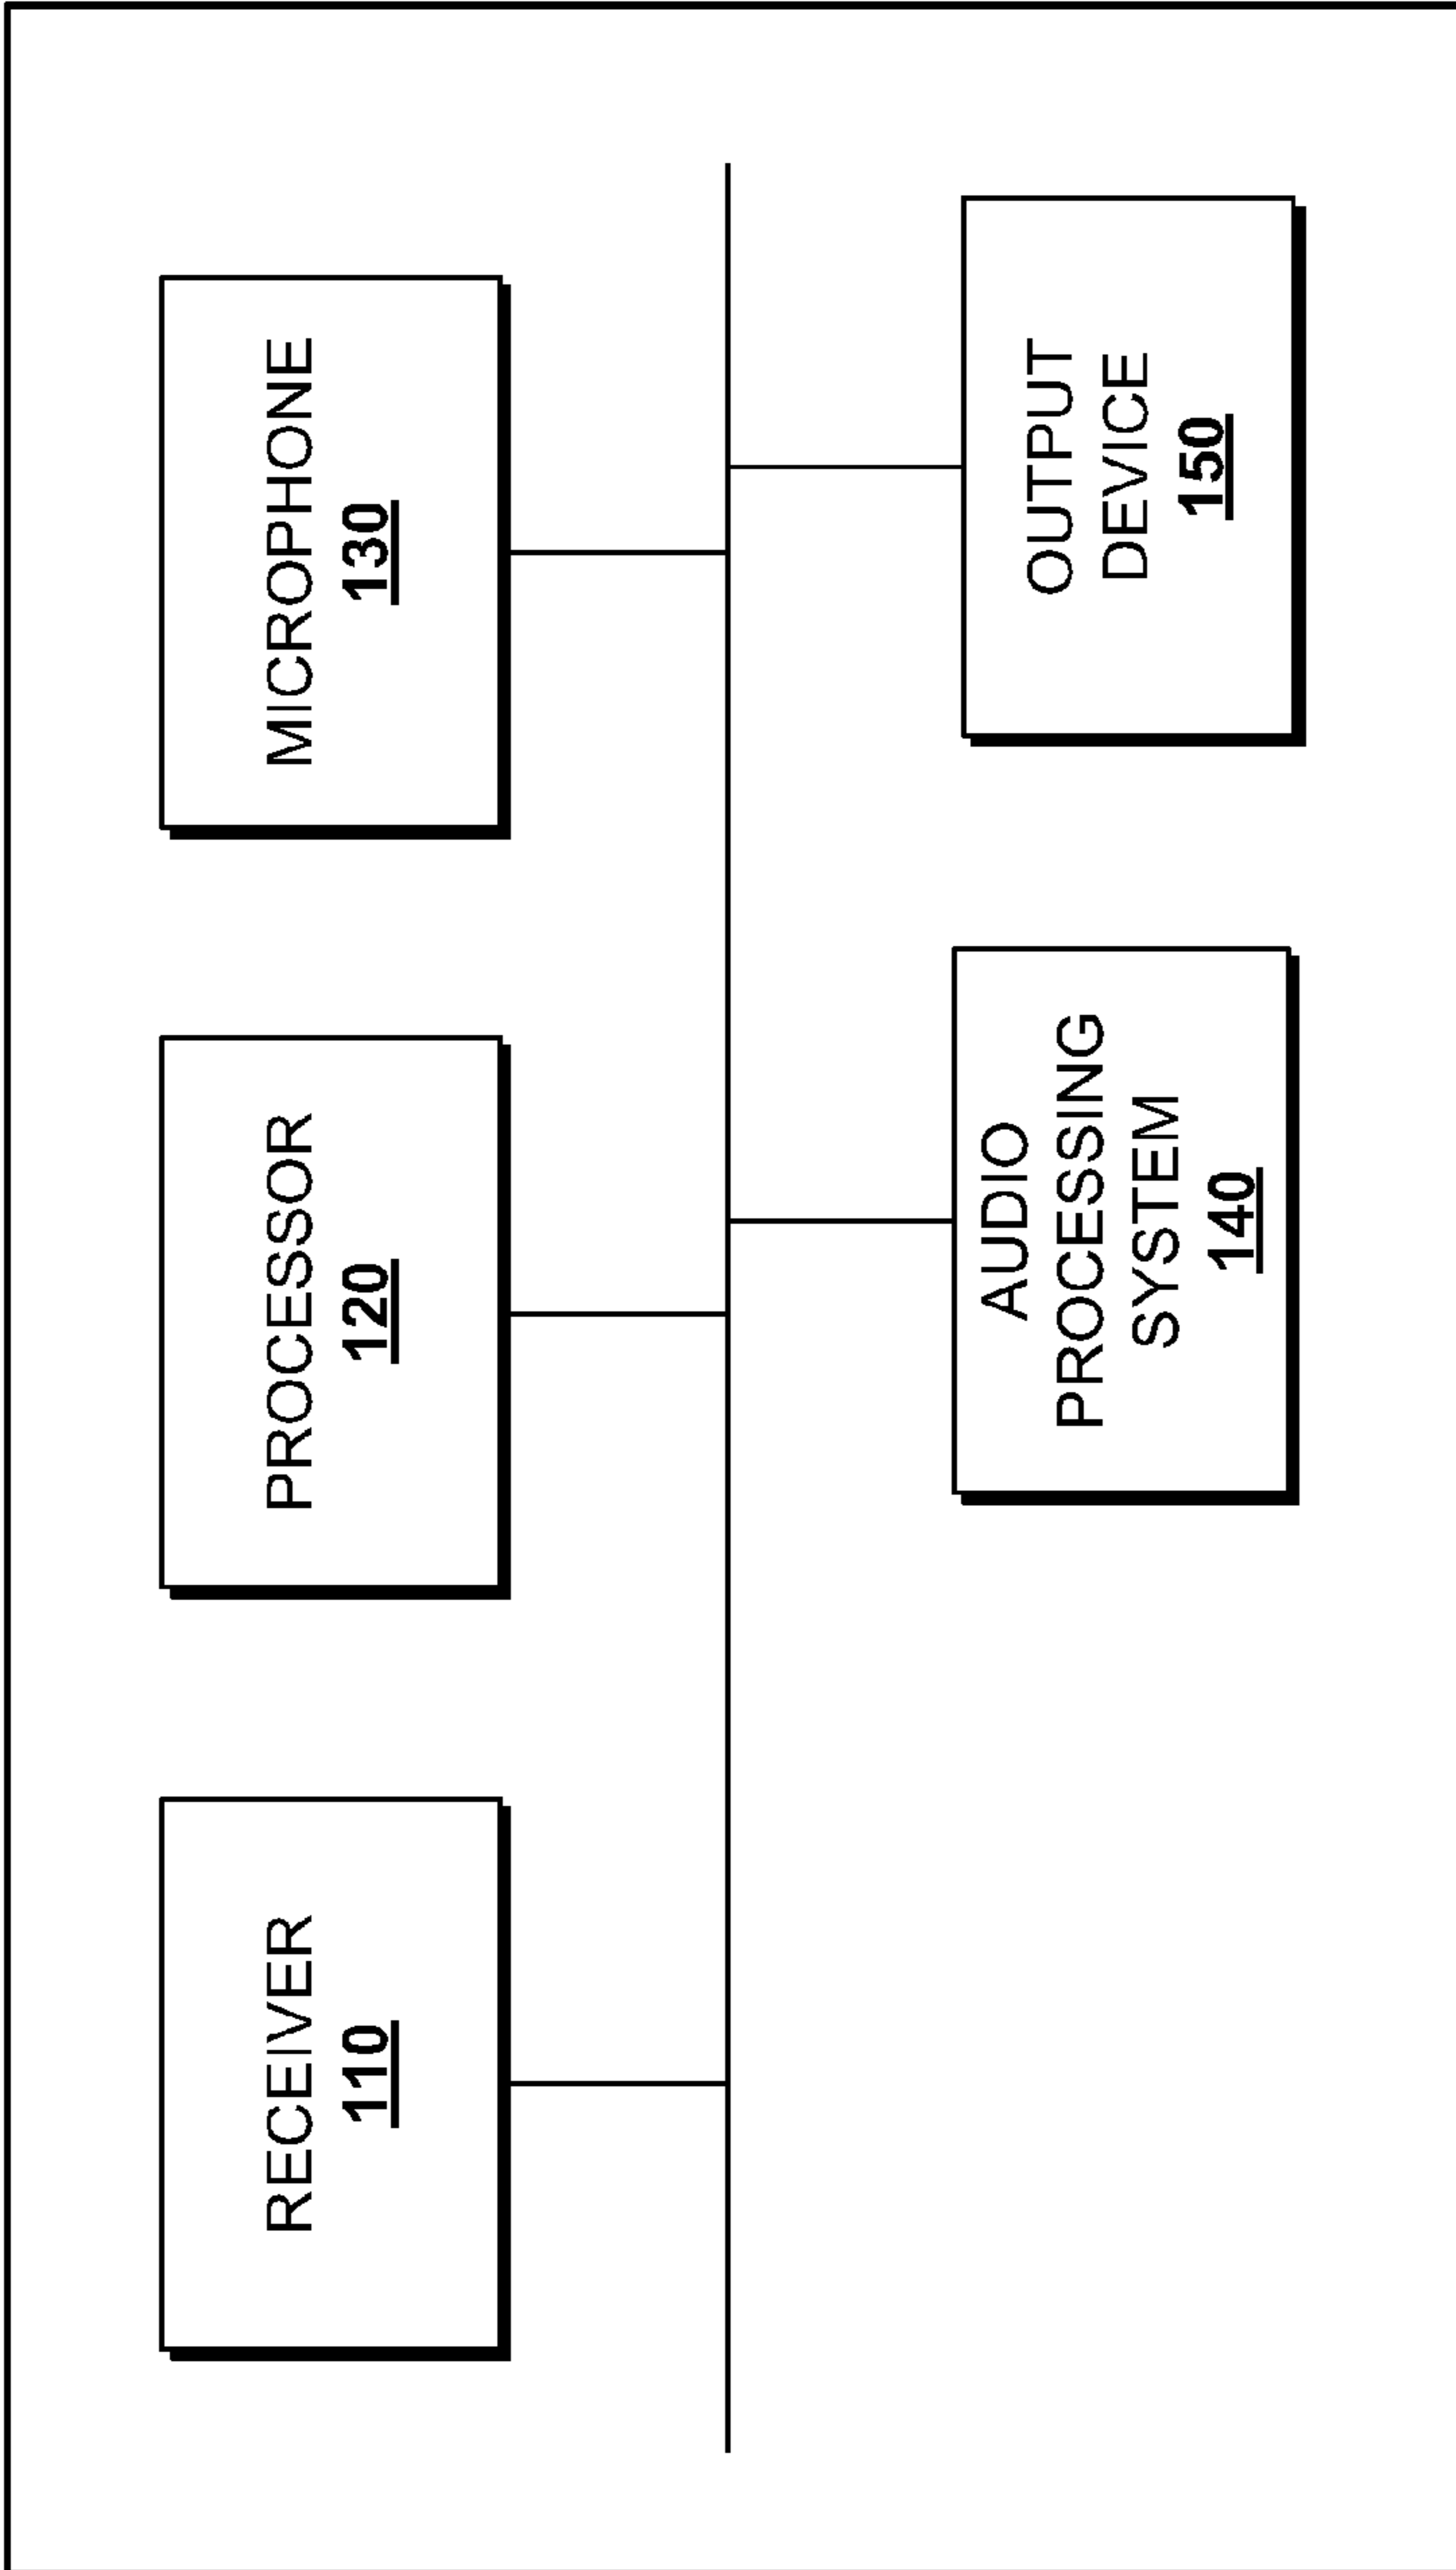 RECEIVER
110
PROCESSOR
120
MICROPHONE
130
AUDIO
PROCESSING
SYSTEM
140
OUTPUT
DEVICE
150